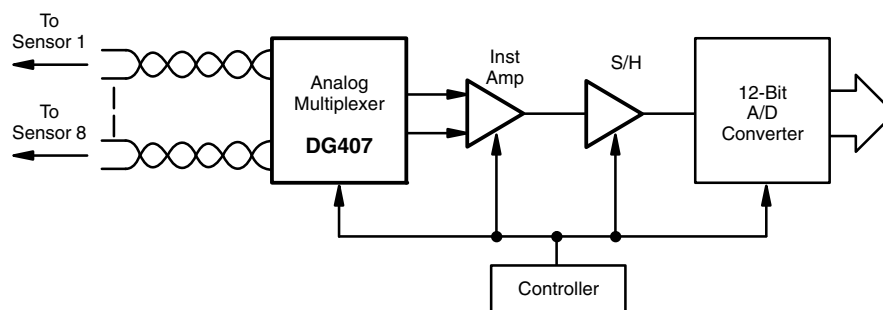 To
Sensor 1
To
Sensor 8
Analog
Multiplexer
DG407
Inst
Amp
S/H
12-Bit
A/D
Converter
Controller